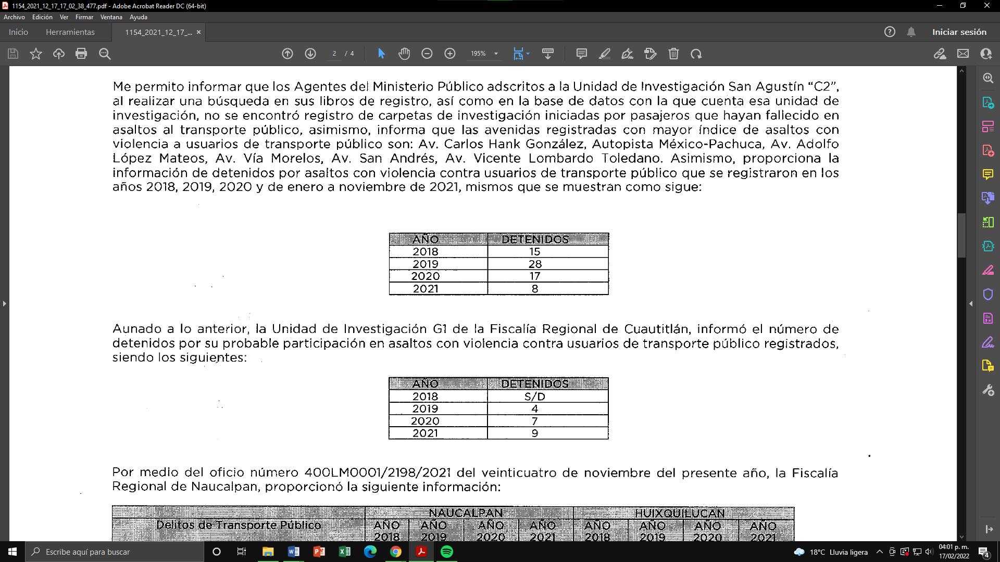 1154_2021_12_17_17_02_38_477.pdf - Adobe Acrobat Reader DC (64-bit)
Archivo Edición Ver Firmar Ventana Ayuda
Inicio Herramientas 1154_2021_12_17_... × Iniciar sesión
2 / 4 195%
Me permito informar que los Agentes del Ministerio Público adscritos a la Unidad de Investigación San Agustín “C2”,
al realizar una búsqueda en sus libros de registro, así como en la base de datos con la que cuenta esa unidad de
investigación, no se encontró registro de carpetas de investigación iniciadas por pasajeros que hayan fallecido en
asaltos al transporte público, asimismo, informa que las avenidas registradas con mayor índice de asaltos con
violencia a usuarios de transporte público son: Av. Carlos Hank González, Autopista México-Pachuca, Av. Adolfo
López Mateos, Av. Vía Morelos, Av. San Andrés, Av. Vicente Lombardo Toledano. Asimismo, proporciona la
información de detenidos por asaltos con violencia contra usuarios de transporte público que se registraron en los
años 2018, 2019, 2020 y de enero a noviembre de 2021, mismos que se muestran como sigue:
AÑO DETENIDOS
2018 15
2019 28
2020 17
2021 8
Aunado a lo anterior, la Unidad de Investigación G1 de la Fiscalía Regional de Cuautitlán, informó el número de
detenidos por su probable participación en asaltos con violencia contra usuarios de transporte público registrados,
siendo los siguientes:
AÑO DETENIDOS
2018 S/D
2019 4
2020 7
2021 9
Por medio del oficio número 400LM0001/2198/2021 del veinticuatro de noviembre del presente año, la Fiscalía
Regional de Naucalpan, proporcionó la siguiente información:
NAUCALPAN HUIXQUILUCAN
Delitos de Transporte Público AÑO AÑO AÑO AÑO AÑO AÑO AÑO AÑO
2018 2019 2020 2021 2018 2019 2020 2021
Escribe aquí para buscar 18°C Lluvia ligera 04:01 p. m.
17/02/2022 4